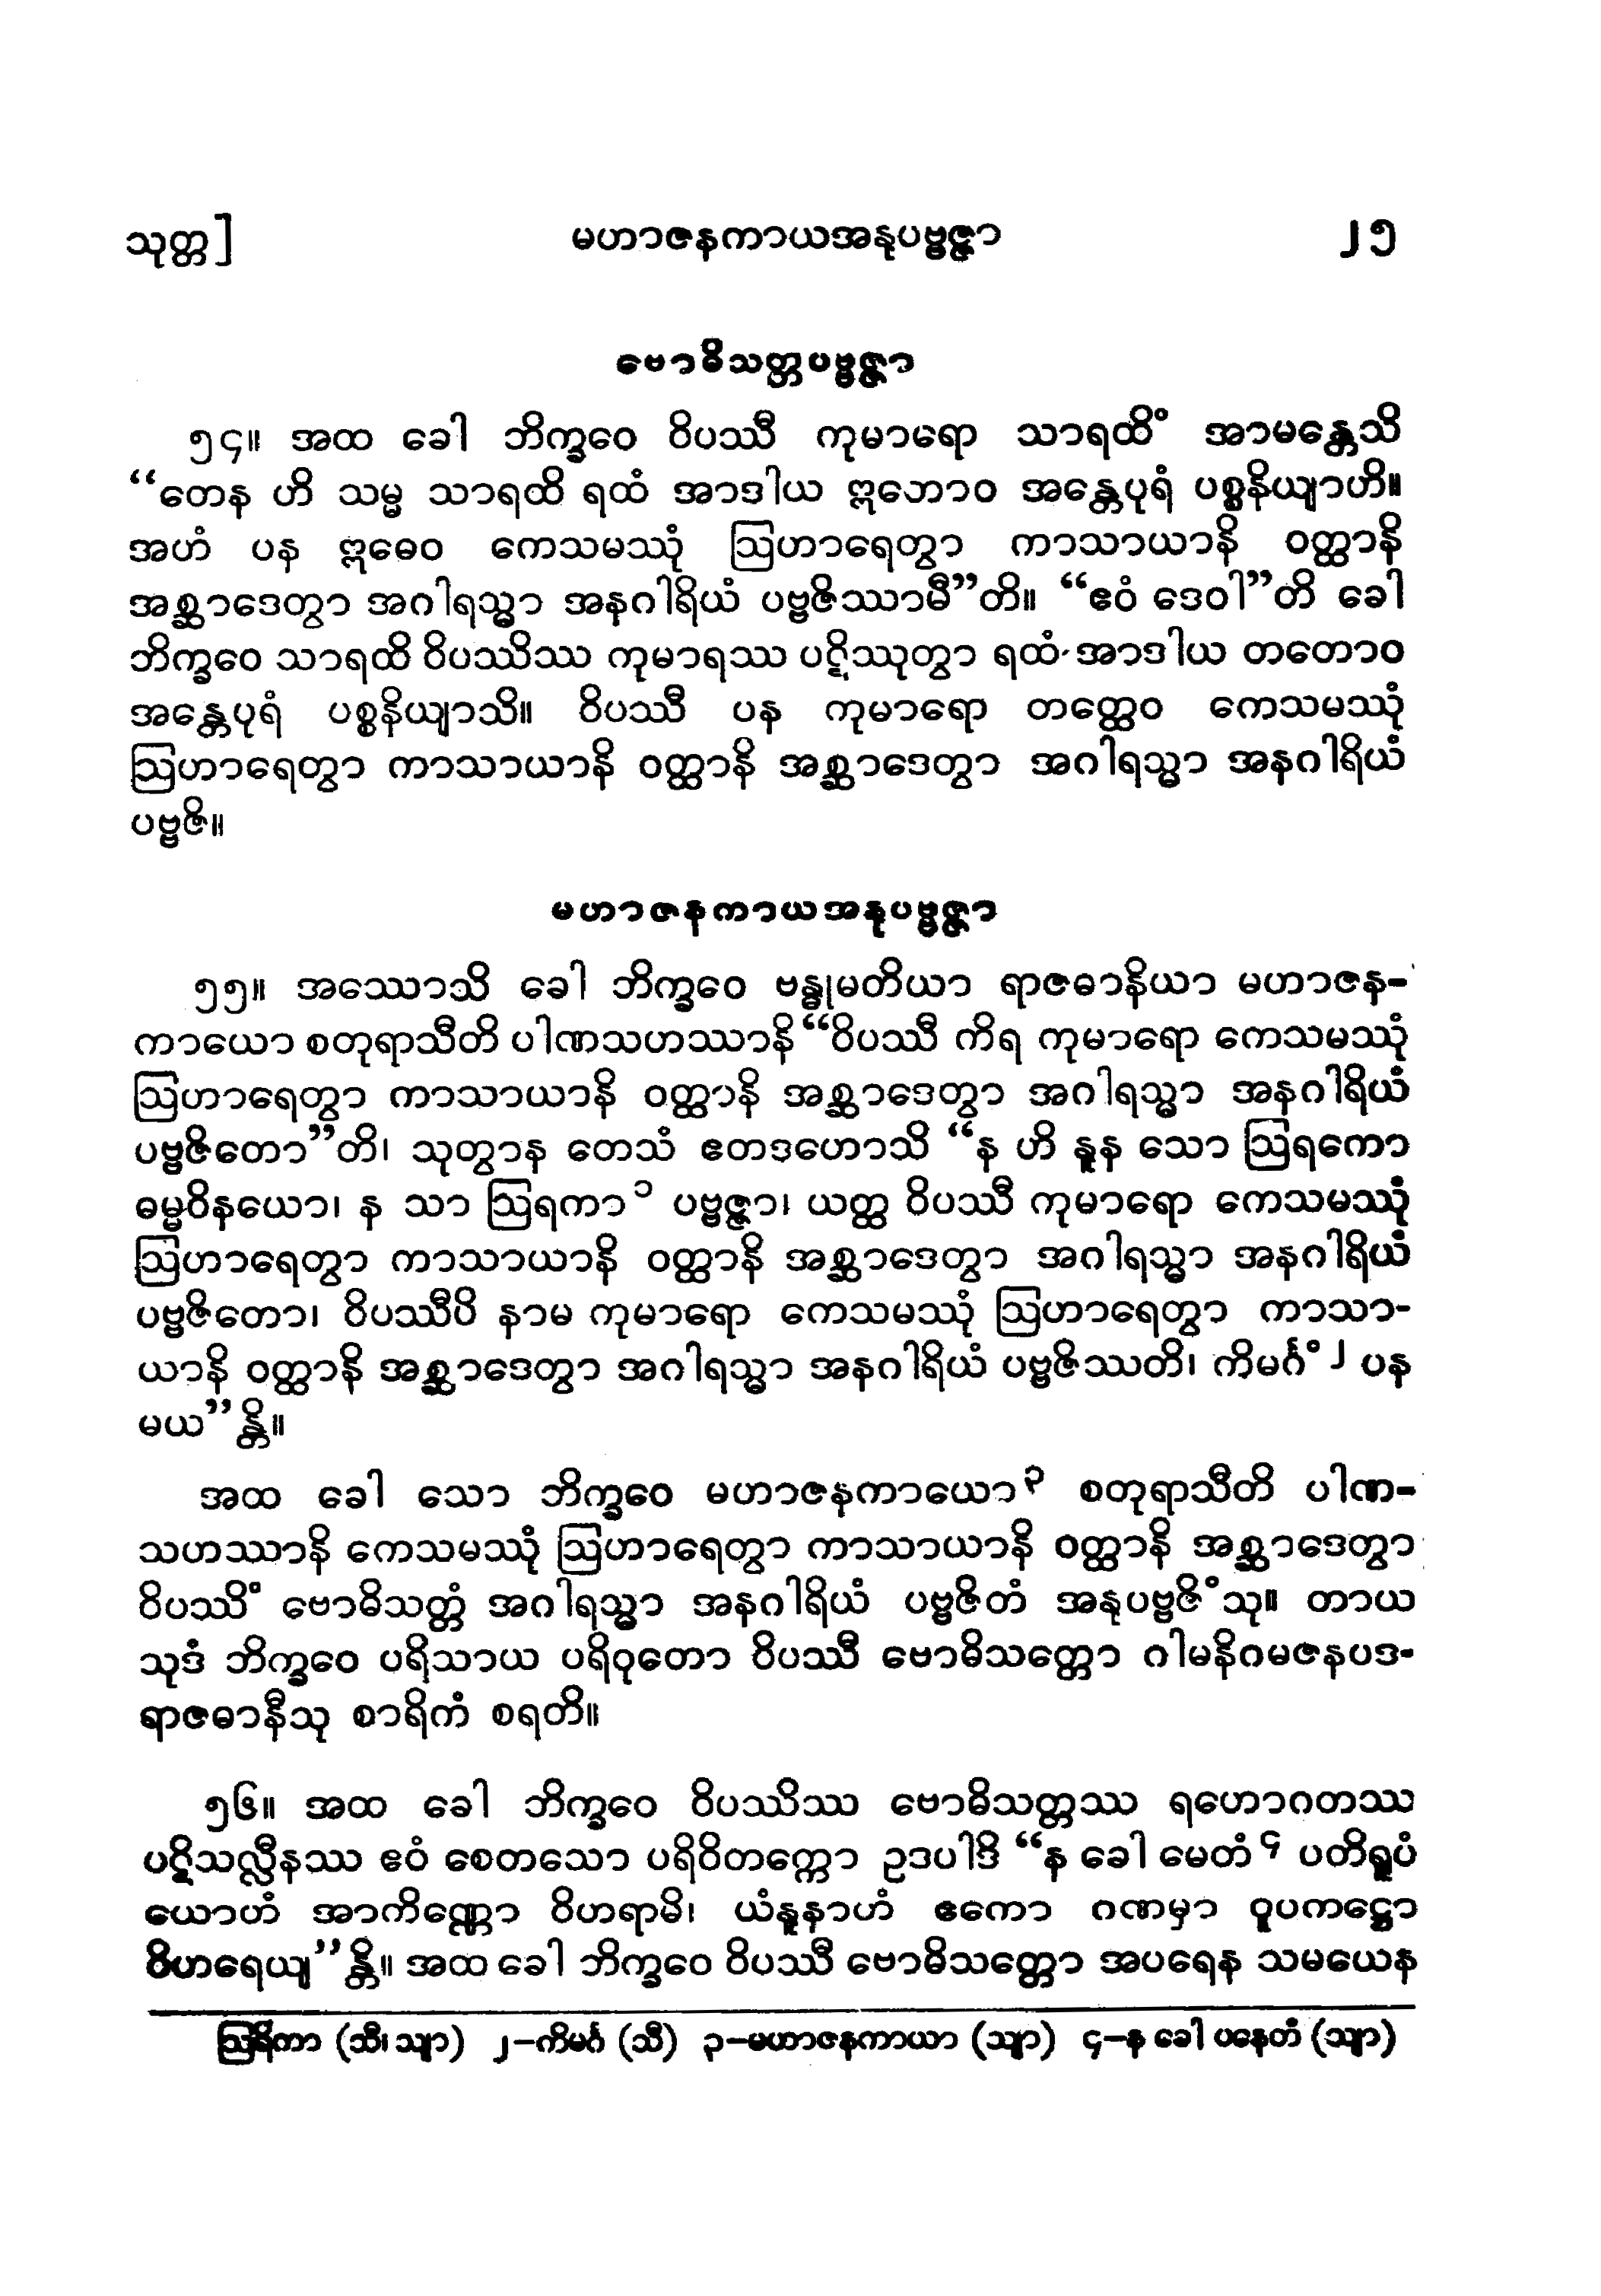 သုတ္တ]
မဟာဇနကာယအနုပဗ္ဗဇ္ဇာ
၂၅
ဗောဓိသတ္တပဗ္ဗဇ္ဇာ
၅၄။ အထ ခေါ ဘိက္ခဝေ ဝိပဿီ ကုမာရော သာရထိံ အာမန္တေသိ
“တေန ဟိ သမ္မ သာရထိ ရထံ အာဒါယ ဣတောဝ အန္တေပုရံ ပစ္စနိယျာဟိ။
အဟံ ပန ဣဓေဝ ကေသမဿုံ ဩဟာရေတွာ ကာသာယာနိ ဝတ္ထာနိ
အစ္ဆာဒေတွာ အဂါရသ္မာ အနဂါရိယံ ပဗ္ဗဇိဿာမီ”တိ။ “ဧဝံ ဒေဝါ”တိ ခေါ
ဘိက္ခဝေ သာရထိ ဝိပဿိဿ ကုမာရဿ ပဋိဿုတွာ ရထံ အာဒါယ တတောဝ
အန္တေပုရံ ပစ္စနိယျာသိ။ ဝိပဿီ ပန ကုမာရော တတ္ထေဝ ကေသမဿုံ
ဩဟာရေတွာ ကာသာယာနိ ဝတ္ထာနိ အစ္ဆာဒေတွာ အဂါရသ္မာ အနဂါရိယံ
ပဗ္ဗဇိ။
မဟာဇနကာယအနုပဗ္ဗဇ္ဇာ
၅၅။ အဿောသိ ခေါ ဘိက္ခဝေ ဗန္ဓုမတိယာ ရာဇဓာနိယာ မဟာဇန-
ကာယော စတုရာသီတိ ပါဏသဟဿာနိ “ဝိပဿီ ကိရ ကုမာရော ကေသမဿုံ
ဩဟာရေတွာ ကာသာယာနိ ဝတ္ထာနိ အစ္ဆာဒေတွာ အဂါရသ္မာ အနဂါရိယံ
ပဗ္ဗဇိတော”တိ၊ သုတွာန တေသံ ဧတဒဟောသိ “န ဟိ နူန သော ဩရကော
ဓမ္မဝိနယော၊ န သာ ဩရကာ၁ ပဗ္ဗဇ္ဇာ၊ ယတ္ထ ဝိပဿီ ကုမာရော ကေသမဿုံ
ဩဟာရေတွာ ကာသာယာနိ ဝတ္ထာနိ အစ္ဆာဒေတွာ အဂါရသ္မာ အနဂါရိယံ
ပဗ္ဗဇိတော၊ ဝိပဿီပိ နာမ ကုမာရော ကေသမဿုံ ဩဟာရေတွာ ကာသာ-
ယာနိ ဝတ္ထာနိ အစ္ဆာဒေတွာ အဂါရသ္မာ အနဂါရိယံ ပဗ္ဗဇိဿတိ၊ ကိမင်္ဂံ၂ ပန
မယ”န္တိ။
အထ ခေါ သော ဘိက္ခဝေ မဟာဇနကာယော၃ စတုရာသီတိ ပါဏ-
သဟဿာနိ ကေသမဿုံ ဩဟာရေတွာ ကာသာယာနိ ဝတ္ထာနိ အစ္ဆာဒေတွာ
ဝိပဿိံ ဗောဓိသတ္တံ အဂါရသ္မာ အနဂါရိယံ ပဗ္ဗဇိတံ အနုပဗ္ဗဇိံသု။ တာယ
သုဒံ ဘိက္ခဝေ ပရိသာယ ပရိဝုတော ဝိပဿီ ဗောဓိသတ္တော ဂါမနိဂမဇနပဒ-
ရာဇဓာနီသု စာရိကံ စရတိ။
၅၆။ အထ ခေါ ဘိက္ခဝေ ဝိပဿိဿ ဗောဓိသတ္တဿ ရဟောဂတဿ
ပဋိသလ္လီနဿ ဧဝံ စေတသော ပရိဝိတက္ကော ဥဒပါဒိ “န ခေါ မေတံ၄ ပတိရူပံ
ယောဟံ အာကိဏ္ဏော ဝိဟရာမိ၊ ယံနူနာဟံ ဧကော ဂဏမှာ ဝူပကဋ္ဌော
ဝိဟရေယျ”န္တိ။ အထ ခေါ ဘိက္ခဝေ ဝိပဿီ ဗောဓိသတ္တော အပရေန သမယေန
ဩရိကာ (သီ၊ သျာ) ၂-ကိမင်္ဂ (သီ) ၃-မဟာဇနကာယာ (သျာ) ၄-န ခေါ ပနေတံ (သျာ)